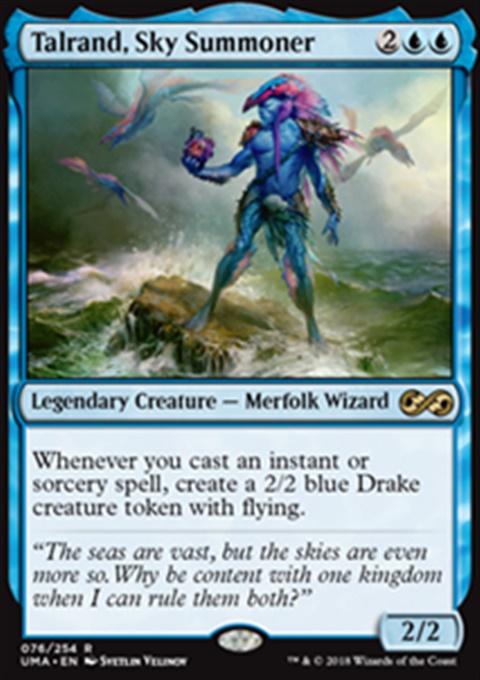 Talrand, Sky Summoner 2
Legendary Creature — Merfolk Wizard
Whenever you cast an instant or
sorcery spell, create a 2/2 blue Drake
creature token with flying.
“The seas are vast, but the skies are even
more so. Why be content with one kingdom
when I can rule them both?”
2/2
076/254 R
UMA • EN Svetlin Velinov
™ & © 2018 Wizards of the Coast